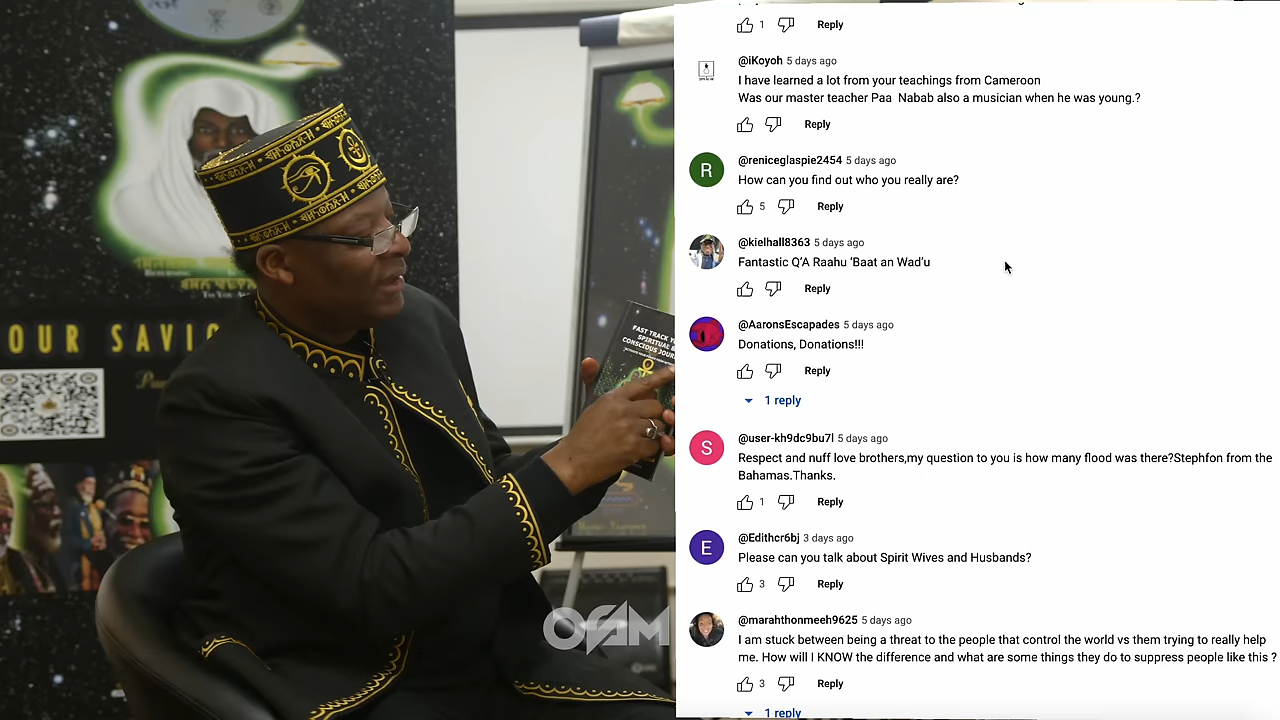 1 Reply
@iKoyoh 5 days ago
I have learned a lot from your teachings from Cameroon
Was our master teacher Paa Nabab also a musician when he was young.?
Reply
R
@reniceglaspie2454 5 days ago
How can you find out who you really are?
5 Reply
@kielhall8363 5 days ago
Fantastic Q'A Raahu 'Baat an Wad'u
Reply
@AaronsEscapades 5 days ago
Donations, Donations!!!
Reply
1 reply
S
@user-kh9dc9bu7l 5 days ago
Respect and nuff love brothers,my question to you is how many flood was there?Stephfon from the
Bahamas.Thanks.
1 Reply
E
@Edithcr6bj 3 days ago
Please can you talk about Spirit Wives and Husbands?
3 Reply
@marahthonmeeh9625 5 days ago
I am stuck between being a threat to the people that control the world vs them trying to really help
me. How will I KNOW the difference and what are some things they do to suppress people like this ?
3 Reply
1 reply
OUR SAVIO
FAST TRACK
SPIRITUAL
CONSCIOUS
OFAM